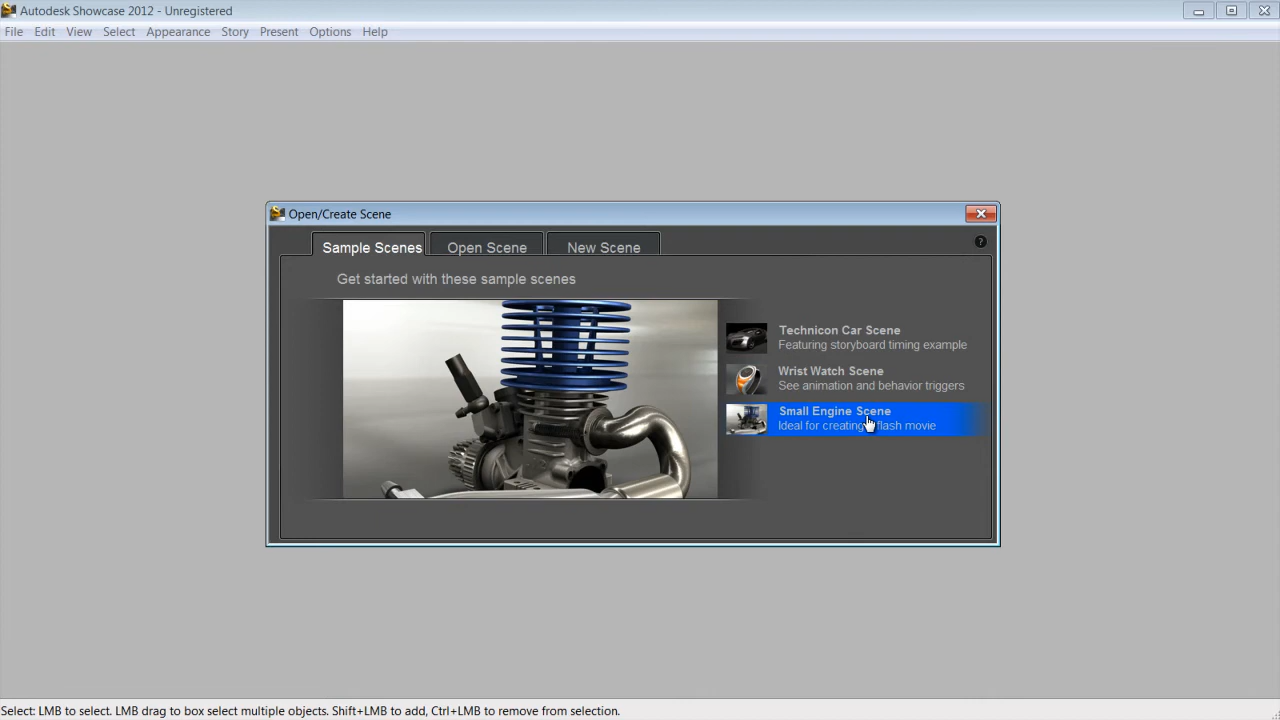 Autodesk Showcase 2012 - Unregistered
File Edit View Select Appearance Story Present Options Help
Open/Create Scene
Sample Scenes Open Scene New Scene
?
Get started with these sample scenes
Technicon Car Scene
Featuring storyboard timing example
Wrist Watch Scene
See animation and behavior triggers
Small Engine Scene
Ideal for creating flash movie
Select: LMB to select. LMB drag to box select multiple objects. Shift+LMB to add, Ctrl+LMB to remove from selection.